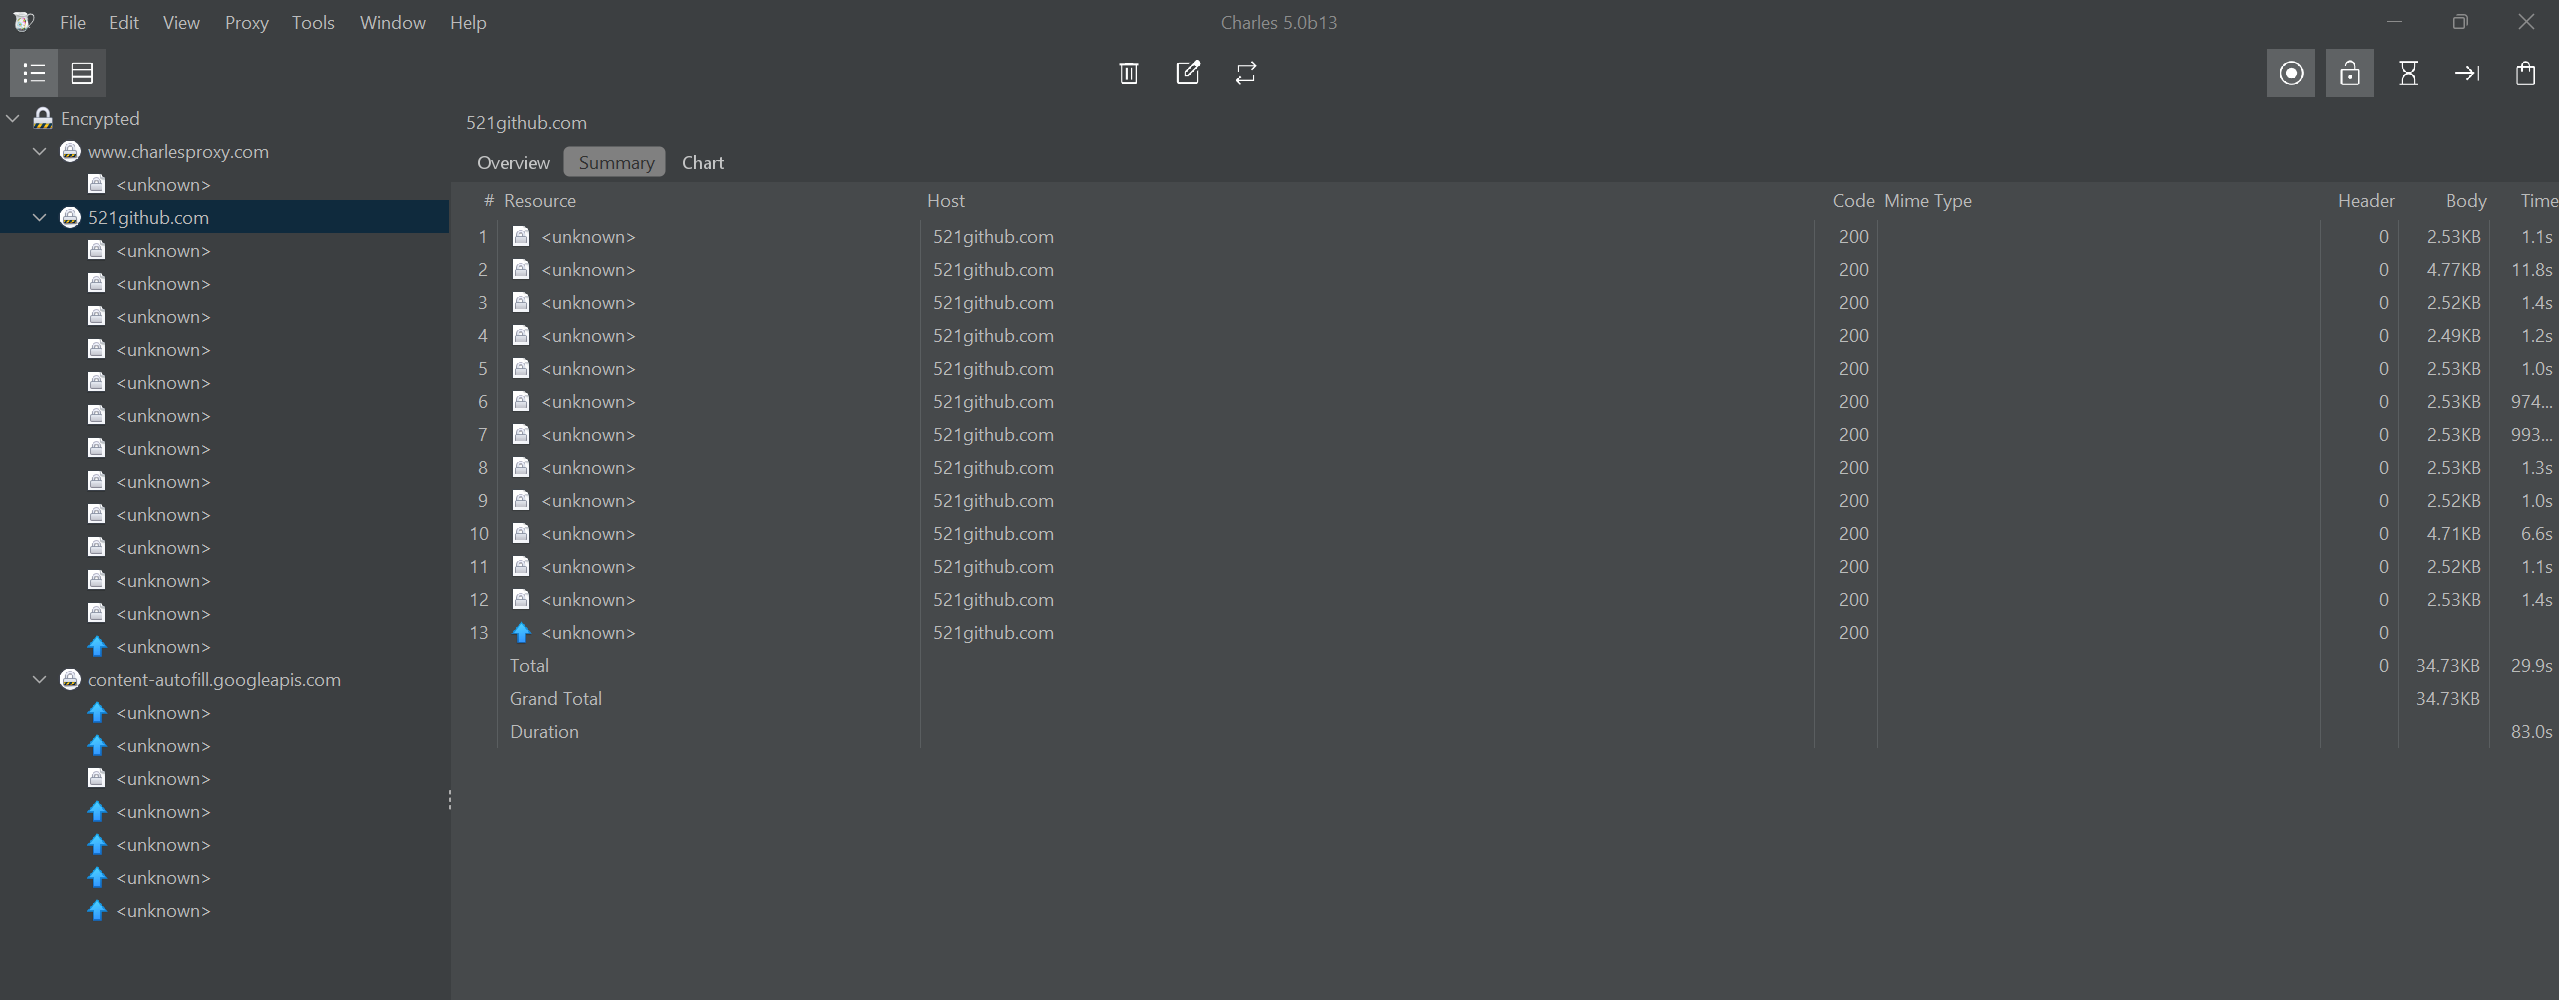 File Edit View Proxy Tools Window Help Charles 5.0b13
Encrypted
www.charlesproxy.com
<unknown>
521github.com
<unknown>
<unknown>
<unknown>
<unknown>
<unknown>
<unknown>
<unknown>
<unknown>
<unknown>
<unknown>
<unknown>
<unknown>
<unknown>
content-autofill.googleapis.com
<unknown>
<unknown>
<unknown>
<unknown>
<unknown>
<unknown>
<unknown>
521github.com
Overview Summary Chart
# Resource Host Code Mime Type Header Body Time
1 <unknown> 521github.com 200 0 2.53KB 1.1s
2 <unknown> 521github.com 200 0 4.77KB 11.8s
3 <unknown> 521github.com 200 0 2.52KB 1.4s
4 <unknown> 521github.com 200 0 2.49KB 1.2s
5 <unknown> 521github.com 200 0 2.53KB 1.0s
6 <unknown> 521github.com 200 0 2.53KB 974...
7 <unknown> 521github.com 200 0 2.53KB 993...
8 <unknown> 521github.com 200 0 2.53KB 1.3s
9 <unknown> 521github.com 200 0 2.52KB 1.0s
10 <unknown> 521github.com 200 0 4.71KB 6.6s
11 <unknown> 521github.com 200 0 2.52KB 1.1s
12 <unknown> 521github.com 200 0 2.53KB 1.4s
13 <unknown> 521github.com 200 0
Total 0 34.73KB 29.9s
Grand Total 34.73KB
Duration 83.0s